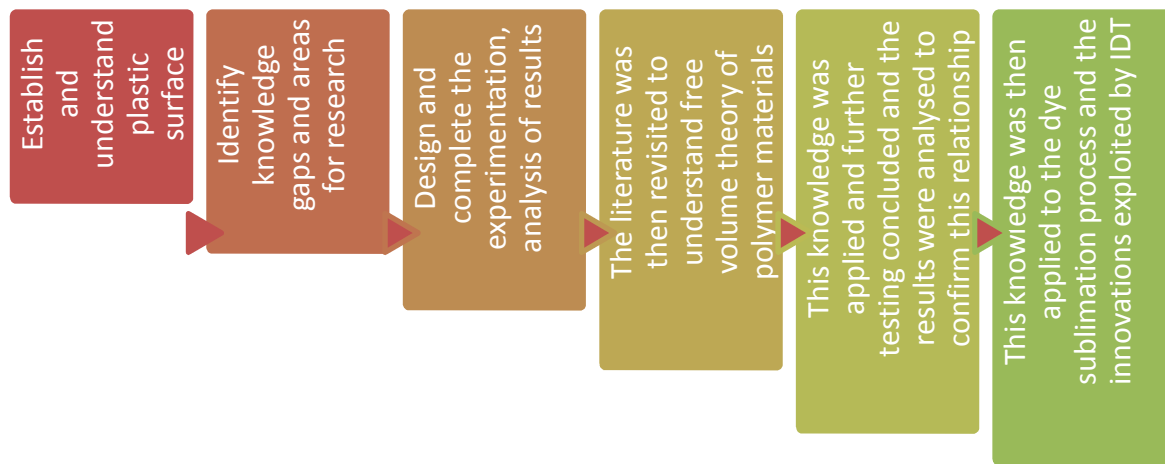 Establish
and
understand
plastic
surface
Identify
knowledge
gaps and areas
for research
Design and
complete the
experimentation,
analysis of results
The literature was
then revisited to
understand free
volume theory of
polymer materials
This knowledge was
applied and further
testing concluded and the
results were analysed to
confirm this relationship
This knowledge was then
applied to the dye
sublimation process and the
innovations exploited by IDT